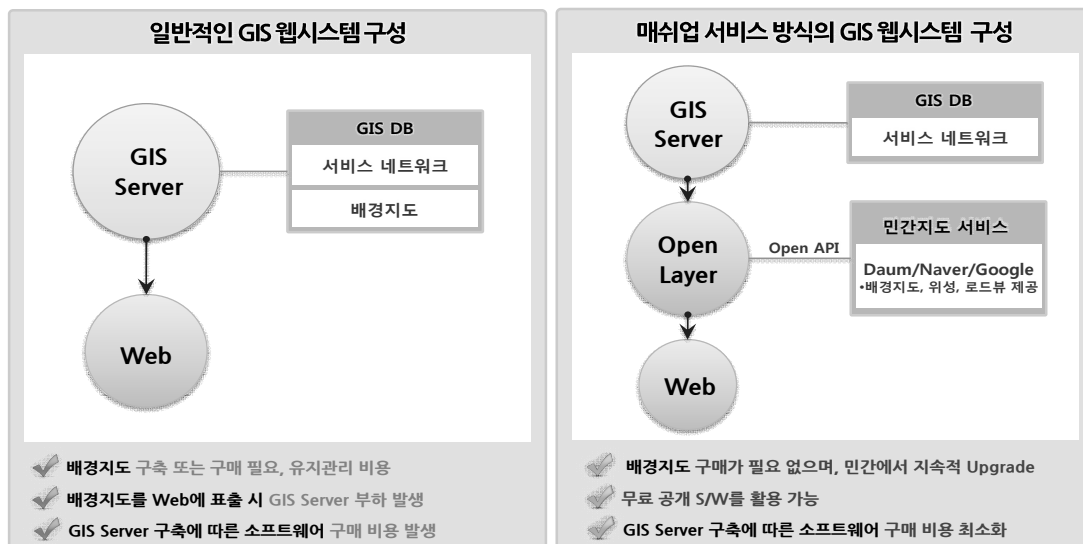 일반적인 GIS 웹시스템 구성
GIS
Server
GIS DB
서비스 네트워크
배경지도
Web
배경지도 구축 또는 구매 필요, 유지관리 비용
배경지도를 Web에 표출 시 GIS Server 부하 발생
GIS Server 구축에 따른 소프트웨어 구매 비용 발생
매쉬업 서비스 방식의 GIS 웹시스템 구성
GIS
Server
GIS DB
서비스 네트워크
Open
Layer
Open API
민간지도 서비스
Daum/Naver/Google
•배경지도, 위성, 로드뷰 제공
Web
배경지도 구매가 필요 없으며, 민간에서 지속적 Upgrade
무료 공개 S/W를 활용 가능
GIS Server 구축에 따른 소프트웨어 구매 비용 최소화